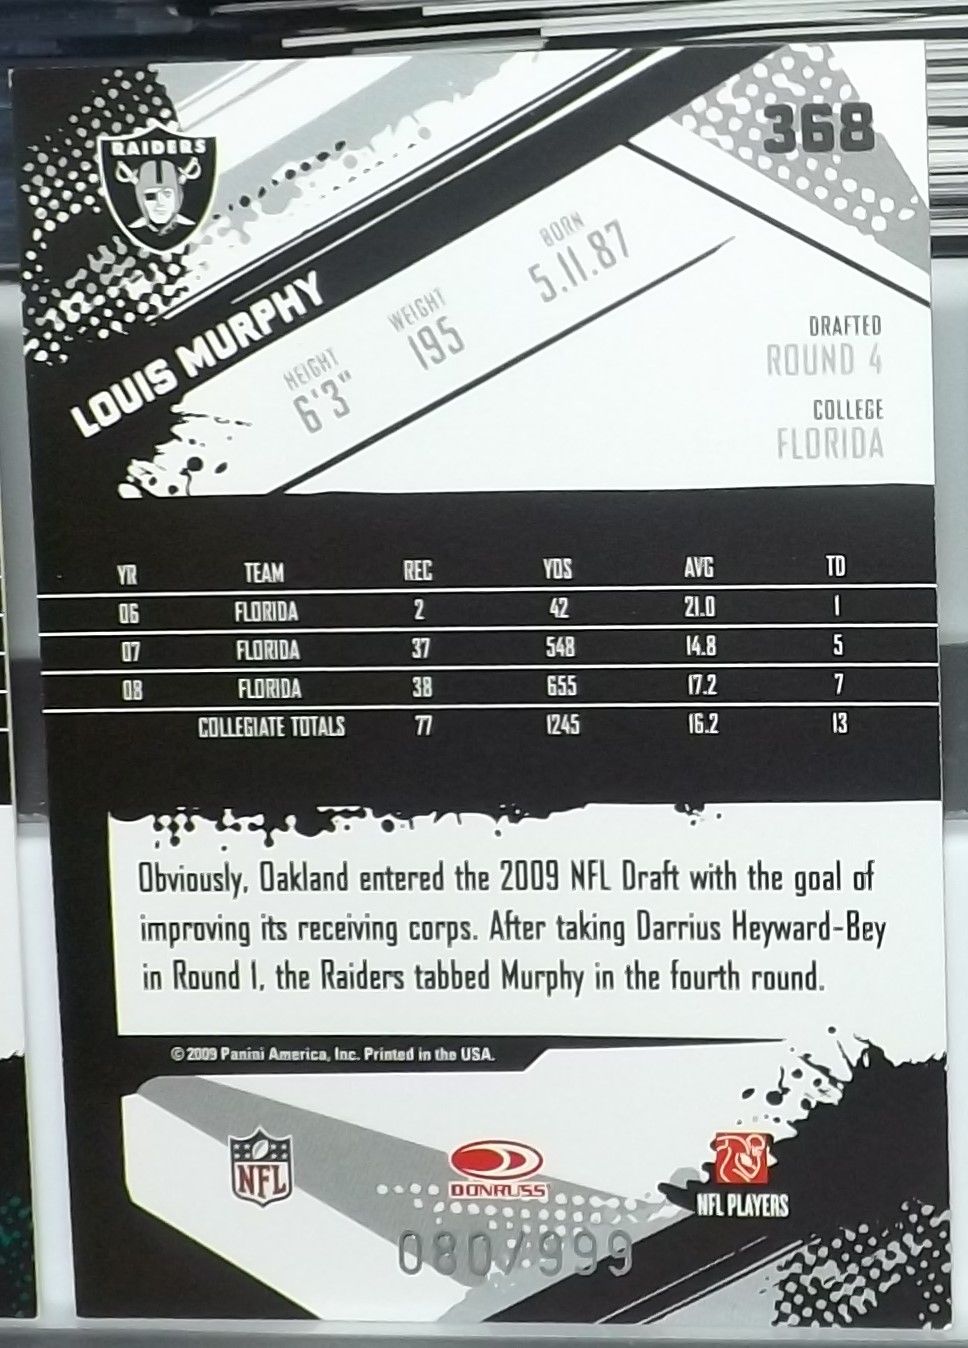 RAIDERS
368
LOUIS MURPHY
HEIGHT
6'3"
WEIGHT
195
BORN
5.11.87
DRAFTED
ROUND 4
COLLEGE
FLORIDA
YR TEAM REC YDS AVG TD
06 FLORIDA 2 42 21.0 1
07 FLORIDA 37 548 14.8 5
08 FLORIDA 38 655 17.2 7
COLLEGIATE TOTALS 77 1245 16.2 13
Obviously, Oakland entered the 2009 NFL Draft with the goal of
improving its receiving corps. After taking Darrius Heyward-Bey
in Round 1, the Raiders tabbed Murphy in the fourth round.
© 2009 Panini America, Inc. Printed in the USA.
NFL
DONRUSS
NFL PLAYERS
080/999